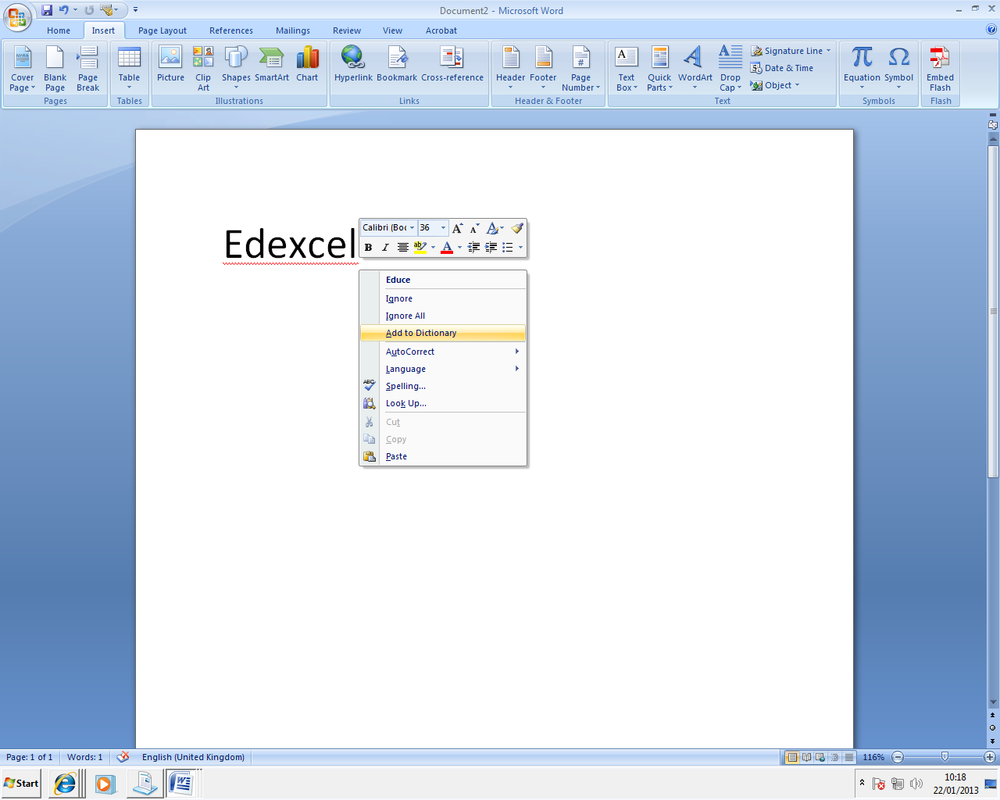 Document2 - Microsoft Word
Home Insert Page Layout References Mailings Review View Acrobat
Cover Page Blank Page Page Break Table Picture Clip Art Shapes SmartArt Chart Hyperlink Bookmark Cross-reference Header Footer Page Number Text Box Quick Parts WordArt Drop Cap Signature Line Date & Time Object Equation Symbol Embed Flash
Pages Tables Illustrations Links Header & Footer Text Symbols Flash
Edexcel
Calibri (Boc 36
Educe
Ignore
Ignore All
Add to Dictionary
AutoCorrect
Language
Spelling...
Look Up...
Cut
Copy
Paste
Page: 1 of 1 Words: 1 English (United Kingdom) 116%
Start 10:18
22/01/2013